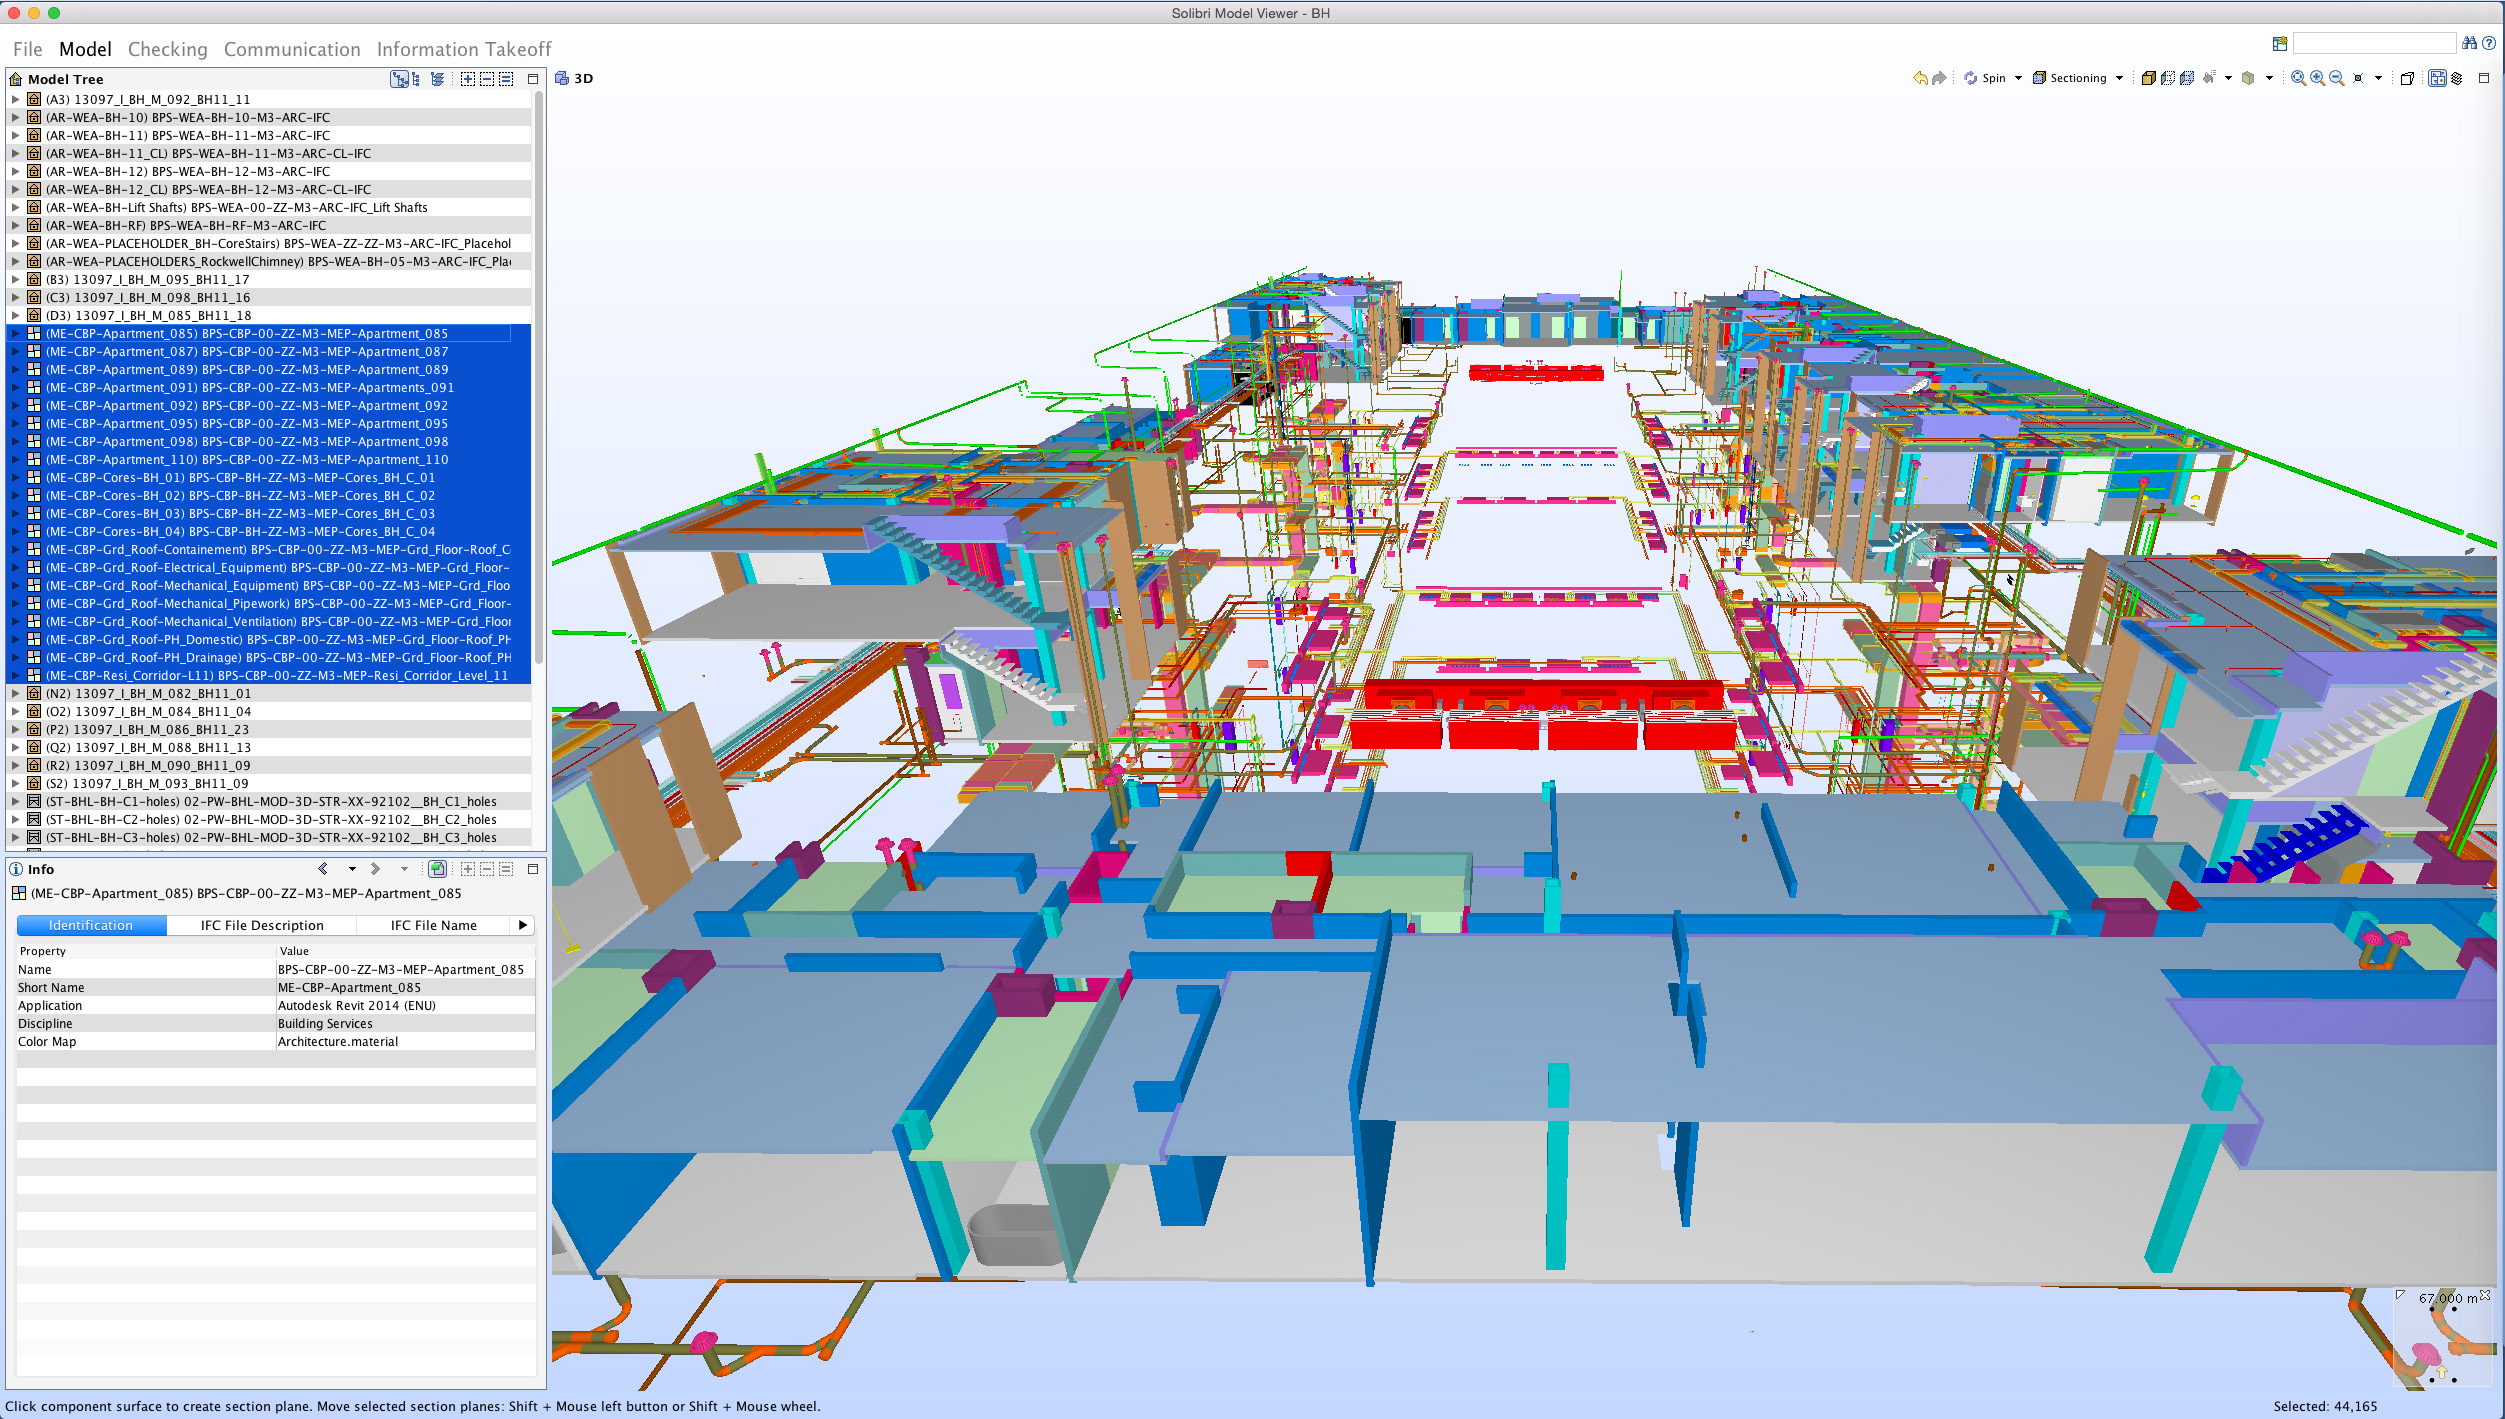 Solibri Model Viewer - BH
File Model Checking Communication Information Takeoff
Model Tree
(A3) 13097_I_BH_M_092_BH11_11
(AR-WEA-BH-10) BPS-WEA-BH-10-M3-ARC-IFC
(AR-WEA-BH-11) BPS-WEA-BH-11-M3-ARC-IFC
(AR-WEA-BH-11_CL) BPS-WEA-BH-11-M3-ARC-CL-IFC
(AR-WEA-BH-12) BPS-WEA-BH-12-M3-ARC-IFC
(AR-WEA-BH-12_CL) BPS-WEA-BH-12-M3-ARC-CL-IFC
(AR-WEA-BH-Lift Shafts) BPS-WEA-00-ZZ-M3-ARC-IFC_Lift Shafts
(AR-WEA-BH-RF) BPS-WEA-BH-RF-M3-ARC-IFC
(AR-WEA-PLACEHOLDER_BH-CoreStairs) BPS-WEA-ZZ-ZZ-M3-ARC-IFC_Placehol
(AR-WEA-PLACEHOLDERS_RockwellChimney) BPS-WEA-BH-05-M3-ARC-IFC_Pla
(B3) 13097_I_BH_M_095_BH11_17
(C3) 13097_I_BH_M_098_BH11_16
(D3) 13097_I_BH_M_085_BH11_18
(ME-CBP-Apartment_085) BPS-CBP-00-ZZ-M3-MEP-Apartment_085
(ME-CBP-Apartment_087) BPS-CBP-00-ZZ-M3-MEP-Apartment_087
(ME-CBP-Apartment_089) BPS-CBP-00-ZZ-M3-MEP-Apartment_089
(ME-CBP-Apartment_091) BPS-CBP-00-ZZ-M3-MEP-Apartments_091
(ME-CBP-Apartment_092) BPS-CBP-00-ZZ-M3-MEP-Apartment_092
(ME-CBP-Apartment_095) BPS-CBP-00-ZZ-M3-MEP-Apartment_095
(ME-CBP-Apartment_098) BPS-CBP-00-ZZ-M3-MEP-Apartment_098
(ME-CBP-Apartment_110) BPS-CBP-00-ZZ-M3-MEP-Apartment_110
(ME-CBP-Cores-BH_01) BPS-CBP-BH-ZZ-M3-MEP-Cores_BH_C_01
(ME-CBP-Cores-BH_02) BPS-CBP-BH-ZZ-M3-MEP-Cores_BH_C_02
(ME-CBP-Cores-BH_03) BPS-CBP-BH-ZZ-M3-MEP-Cores_BH_C_03
(ME-CBP-Cores-BH_04) BPS-CBP-BH-ZZ-M3-MEP-Cores_BH_C_04
(ME-CBP-Grd_Roof-Containement) BPS-CBP-00-ZZ-M3-MEP-Grd_Floor-Roof_C
(ME-CBP-Grd_Roof-Electrical_Equipment) BPS-CBP-00-ZZ-M3-MEP-Grd_Floor-
(ME-CBP-Grd_Roof-Mechanical_Equipment) BPS-CBP-00-ZZ-M3-MEP-Grd_Floo
(ME-CBP-Grd_Roof-Mechanical_Pipework) BPS-CBP-00-ZZ-M3-MEP-Grd_Floor-
(ME-CBP-Grd_Roof-Mechanical_Ventilation) BPS-CBP-00-ZZ-M3-MEP-Grd_Floor
(ME-CBP-Grd_Roof-PH_Domestic) BPS-CBP-00-ZZ-M3-MEP-Grd_Floor-Roof_PH
(ME-CBP-Grd_Roof-PH_Drainage) BPS-CBP-00-ZZ-M3-MEP-Grd_Floor-Roof_PH
(ME-CBP-Resi_Corridor-L11) BPS-CBP-00-ZZ-M3-MEP-Resi_Corridor_Level_11
(N2) 13097_I_BH_M_082_BH11_01
(O2) 13097_I_BH_M_084_BH11_04
(P2) 13097_I_BH_M_086_BH11_23
(Q2) 13097_I_BH_M_088_BH11_13
(R2) 13097_I_BH_M_090_BH11_09
(S2) 13097_I_BH_M_093_BH11_09
(ST-BHL-BH-C1-holes) 02-PW-BHL-MOD-3D-STR-XX-92102__BH_C1_holes
(ST-BHL-BH-C2-holes) 02-PW-BHL-MOD-3D-STR-XX-92102__BH_C2_holes
(ST-BHL-BH-C3-holes) 02-PW-BHL-MOD-3D-STR-XX-92102__BH_C3_holes
3D
Spin Sectioning
Info
(ME-CBP-Apartment_085) BPS-CBP-00-ZZ-M3-MEP-Apartment_085
Identification IFC File Description IFC File Name
Property Value
Name BPS-CBP-00-ZZ-M3-MEP-Apartment_085
Short Name ME-CBP-Apartment_085
Application Autodesk Revit 2014 (ENU)
Discipline Building Services
Color Map Architecture.material
67.000 m
Click component surface to create section plane. Move selected section planes: Shift + Mouse left button or Shift + Mouse wheel.
Selected: 44,165